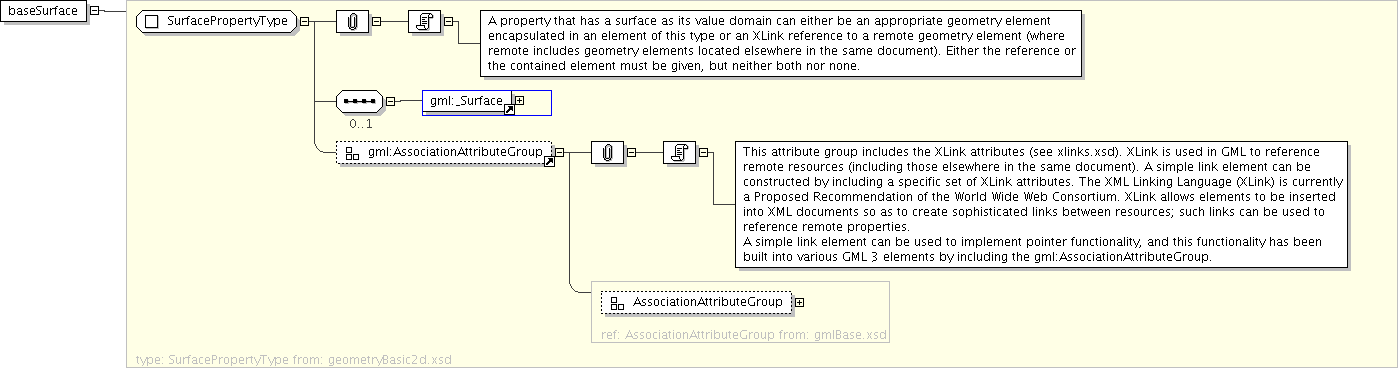 baseSurface
SurfacePropertyType
A property that has a surface as its value domain can either be an appropriate geometry element
encapsulated in an element of this type or an XLink reference to a remote geometry element (where
remote includes geometry elements located elsewhere in the same document). Either the reference or
the contained element must be given, but neither both nor none.
gml:_Surface
0..1
gml:AssociationAttributeGroup
This attribute group includes the XLink attributes (see xlinks.xsd). XLink is used in GML to reference
remote resources (including those elsewhere in the same document). A simple link element can be
constructed by including a specific set of XLink attributes. The XML Linking Language (XLink) is currently
a Proposed Recommendation of the World Wide Web Consortium. XLink allows elements to be inserted
into XML documents so as to create sophisticated links between resources; such links can be used to
reference remote properties.
A simple link element can be used to implement pointer functionality, and this functionality has been
built into various GML 3 elements by including the gml:AssociationAttributeGroup.
AssociationAttributeGroup
ref: AssociationAttributeGroup from: gmlBase.xsd
type: SurfacePropertyType from: geometryBasic2d.xsd